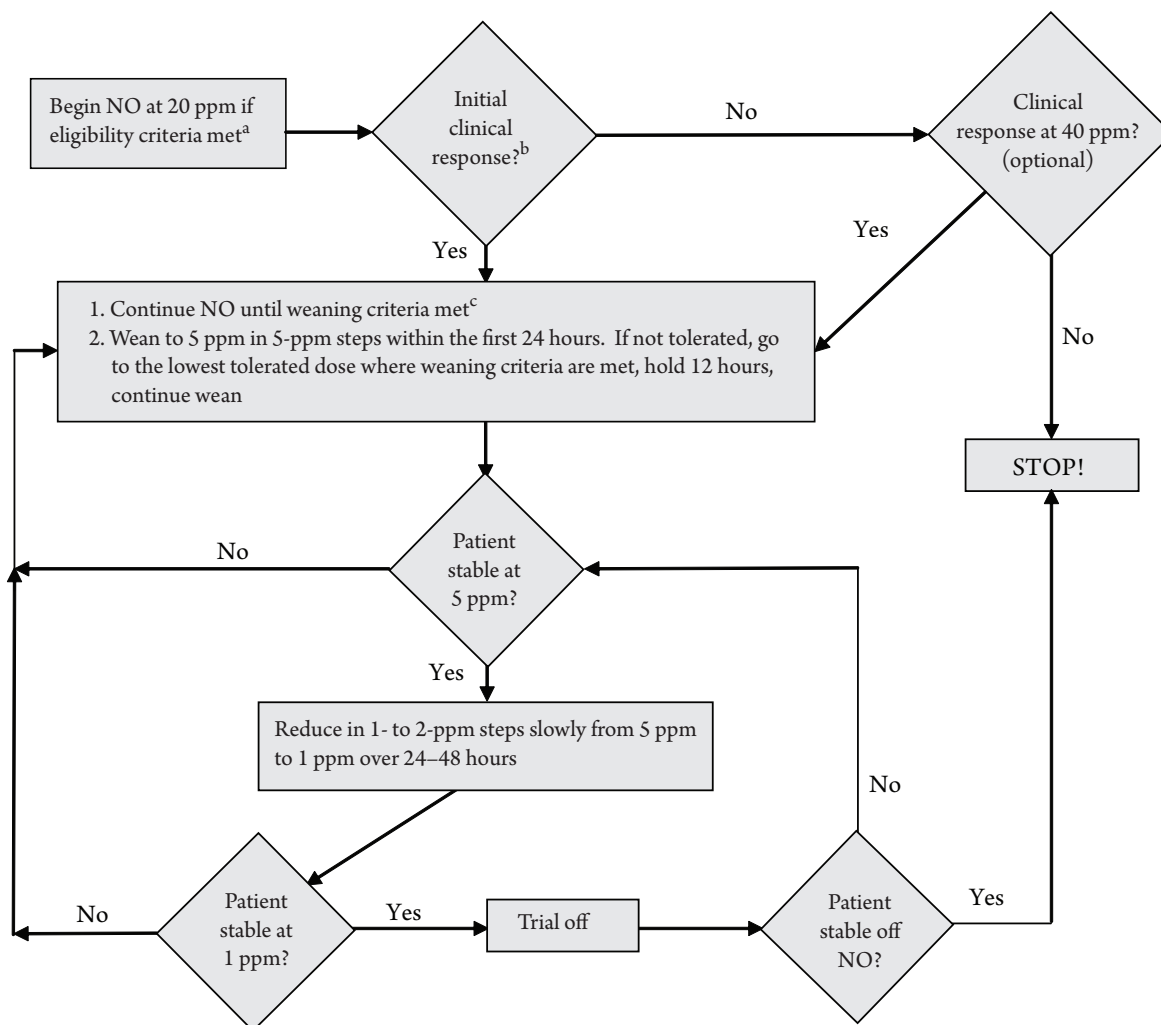 Begin NO at 20 ppm if
eligibility criteria metᵃ
Initial
clinical
response?ᵇ
No
Clinical
response at 40 ppm?
(optional)
Yes
Yes
No
1. Continue NO until weaning criteria metᶜ
2. Wean to 5 ppm in 5-ppm steps within the first 24 hours. If not tolerated, go
to the lowest tolerated dose where weaning criteria are met, hold 12 hours,
continue wean
STOP!
No
Patient
stable at
5 ppm?
Yes
Reduce in 1- to 2-ppm steps slowly from 5 ppm
to 1 ppm over 24–48 hours
No
No
Patient
stable at
1 ppm?
Yes
Trial off
Patient
stable off
NO?
Yes